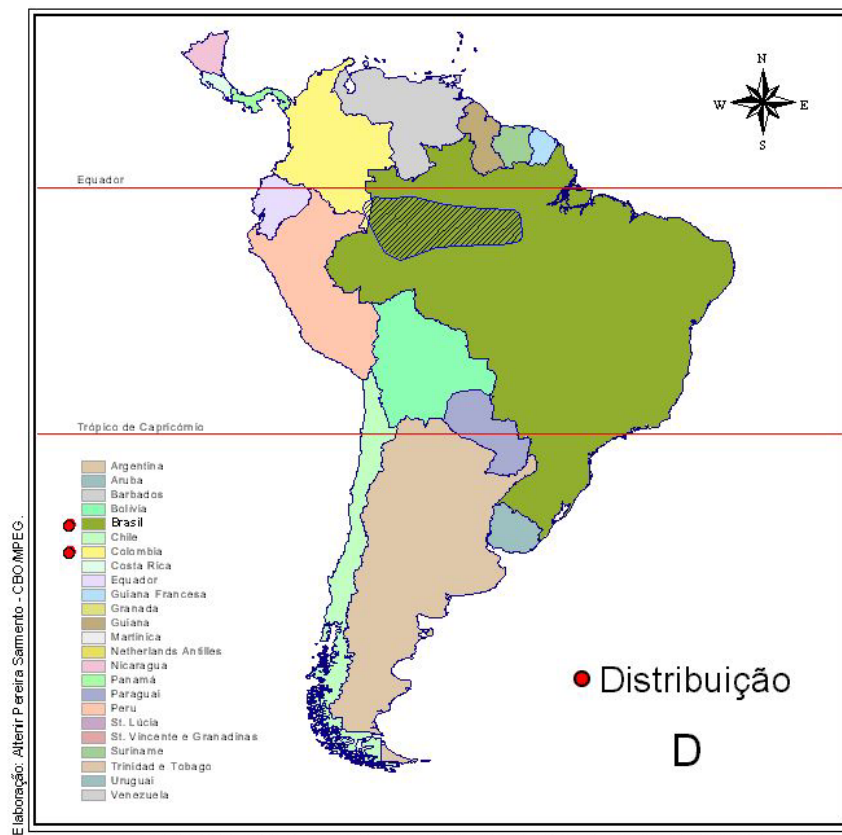 N
W E
S
Equador
Trópico de Capricórnio
Argentina
Aruba
Barbados
Bolívia
Brasil
Chile
Colombia
Costa Rica
Equador
Guiana Francesa
Granada
Guiana
Martinica
Netherlands Antilles
Nicaragua
Panamá
Paraguai
Peru
St. Lúcia
St. Vincente e Granadinas
Suriname
Trinidad e Tobago
Uruguai
Venezuela
Distribuição
D
Elaboração: Altenir Pereira Sarmento - CBO/MPEG.